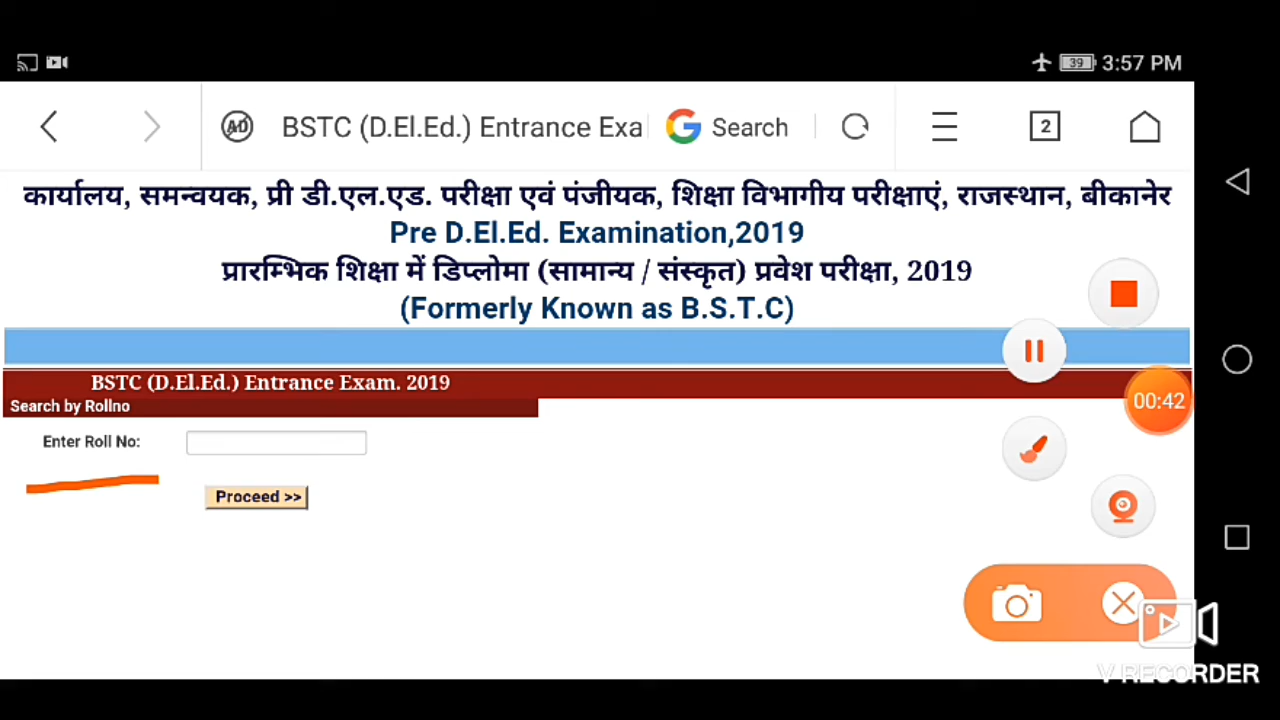 39 3:57 PM
AD BSTC (D.El.Ed.) Entrance Exa Search 2
कार्यालय, समन्वयक, प्री डी.एल.एड. परीक्षा एवं पंजीयक, शिक्षा विभागीय परीक्षाएं, राजस्थान, बीकानेर
Pre D.El.Ed. Examination,2019
प्रारम्भिक शिक्षा में डिप्लोमा (सामान्य / संस्कृत) प्रवेश परीक्षा, 2019
(Formerly Known as B.S.T.C)
BSTC (D.El.Ed.) Entrance Exam. 2019
Search by Rollno
00:42
Enter Roll No:
Proceed >>
V RECORDER